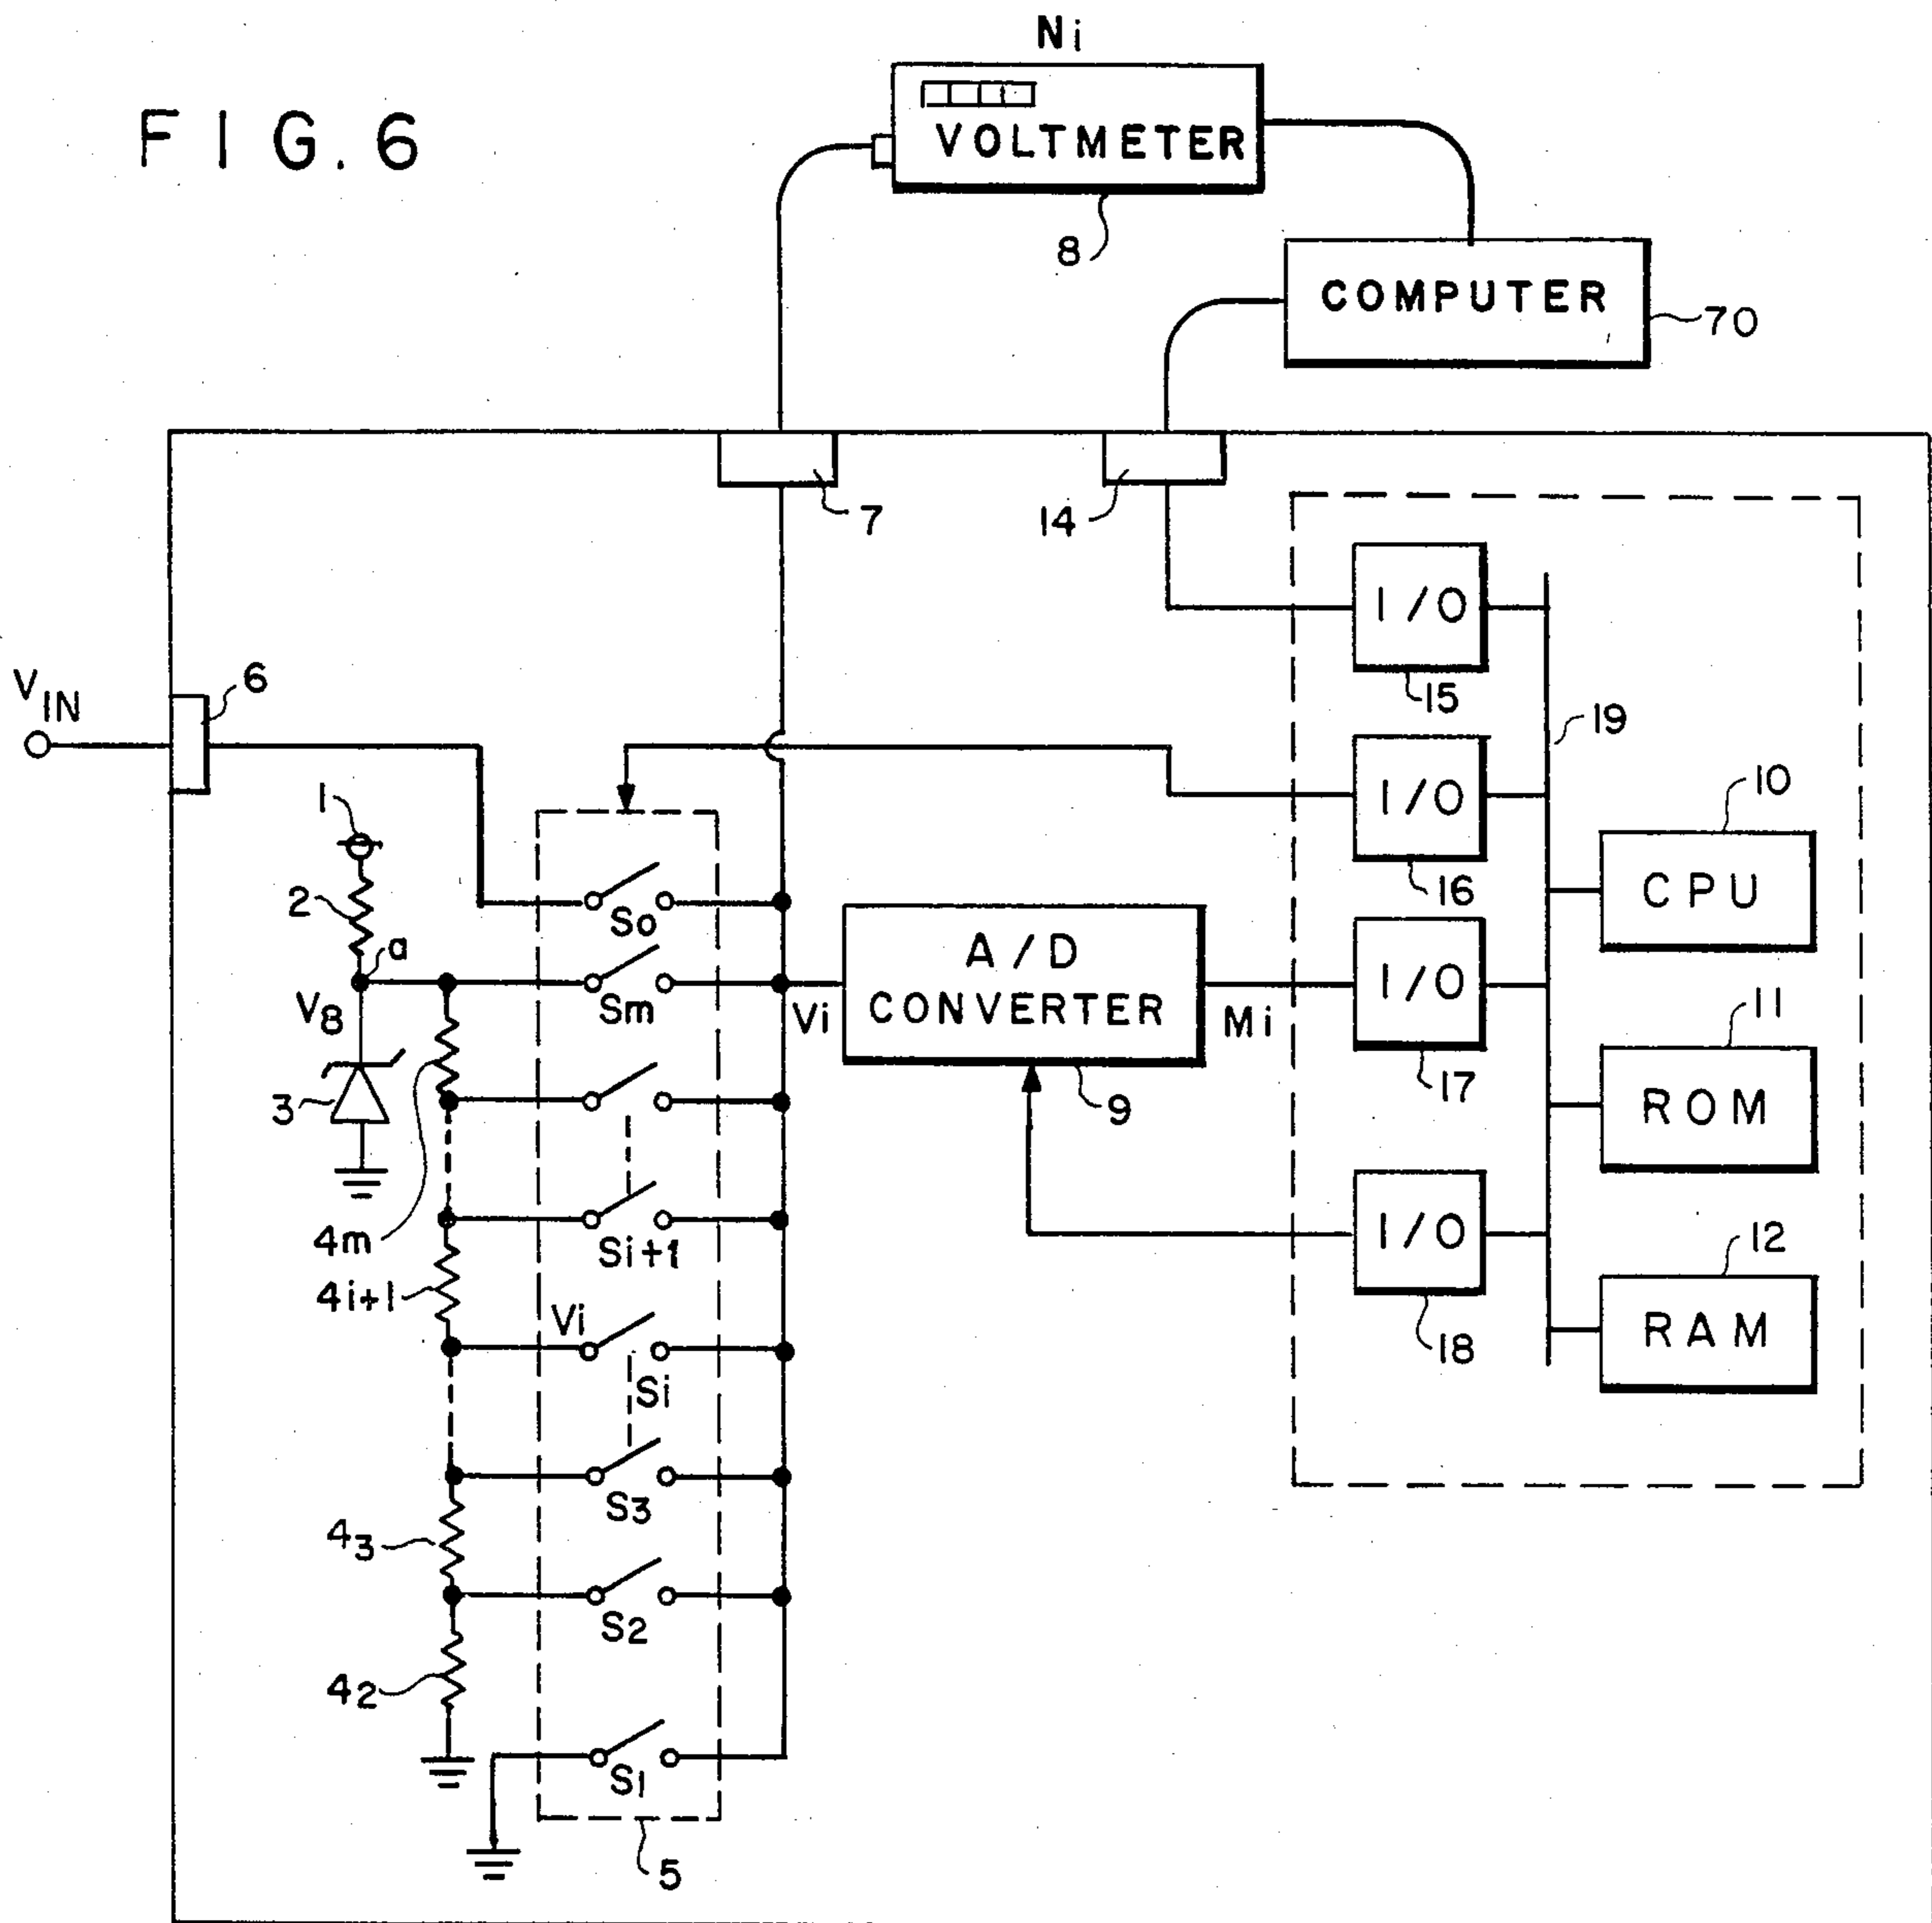 Ni
FIG. 6
VOLTMETER
8
COMPUTER
70
7
14
I/O
15
VIN
6
19
I/O
16
10
CPU
1
2
a
So
A/D
CONVERTER
I/O
17
V8
Sm
Vi
Mi
11
ROM
3
9
4m
Si+1
I/O
18
12
RAM
4i+1
Vi
Si
S3
43
S2
42
S1
5